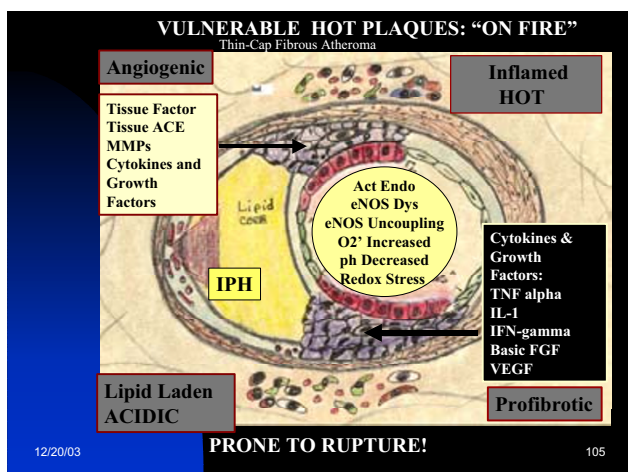 VULNERABLE HOT PLAQUES: “ON FIRE”
Thin-Cap Fibrous Atheroma
Angiogenic
Inflamed
HOT
Tissue Factor
Tissue ACE
MMPs
Cytokines and
Growth
Factors
Lipid
core
Act Endo
eNOS Dys
eNOS Uncoupling
O2’ Increased
ph Decreased
Redox Stress
IPH
Cytokines &
Growth
Factors:
TNF alpha
IL-1
IFN-gamma
Basic FGF
VEGF
Lipid Laden
ACIDIC
Profibrotic
12/20/03
PRONE TO RUPTURE!
105